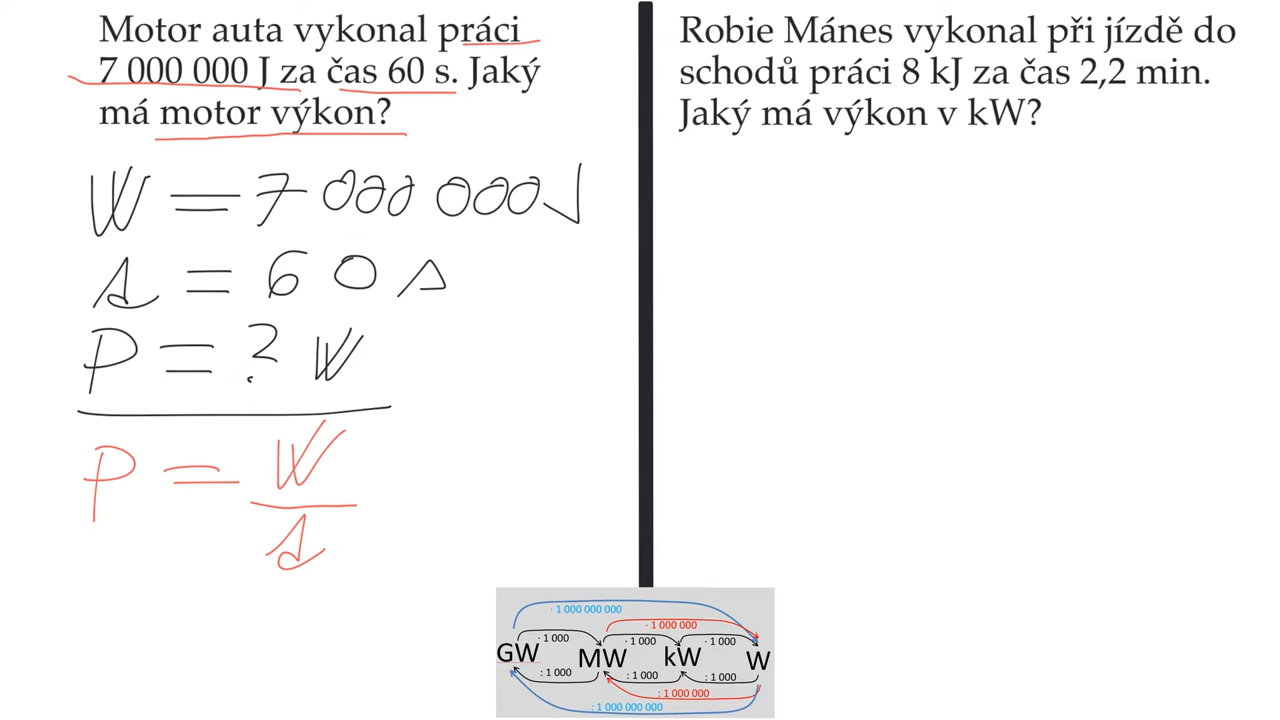 Motor auta vykonal práci
7 000 000 J za čas 60 s. Jaký
má motor výkon?
W = 7 000 000 J
t = 60 s
P = ? W
P = W
t
Robie Mánes vykonal při jízdě do
schodů práci 8 kJ za čas 2,2 min.
Jaký má výkon v kW?
· 1 000 000 000
· 1 000 000
· 1 000 · 1 000 · 1 000
GW MW kW W
: 1 000 : 1 000 : 1 000
: 1 000 000
: 1 000 000 000